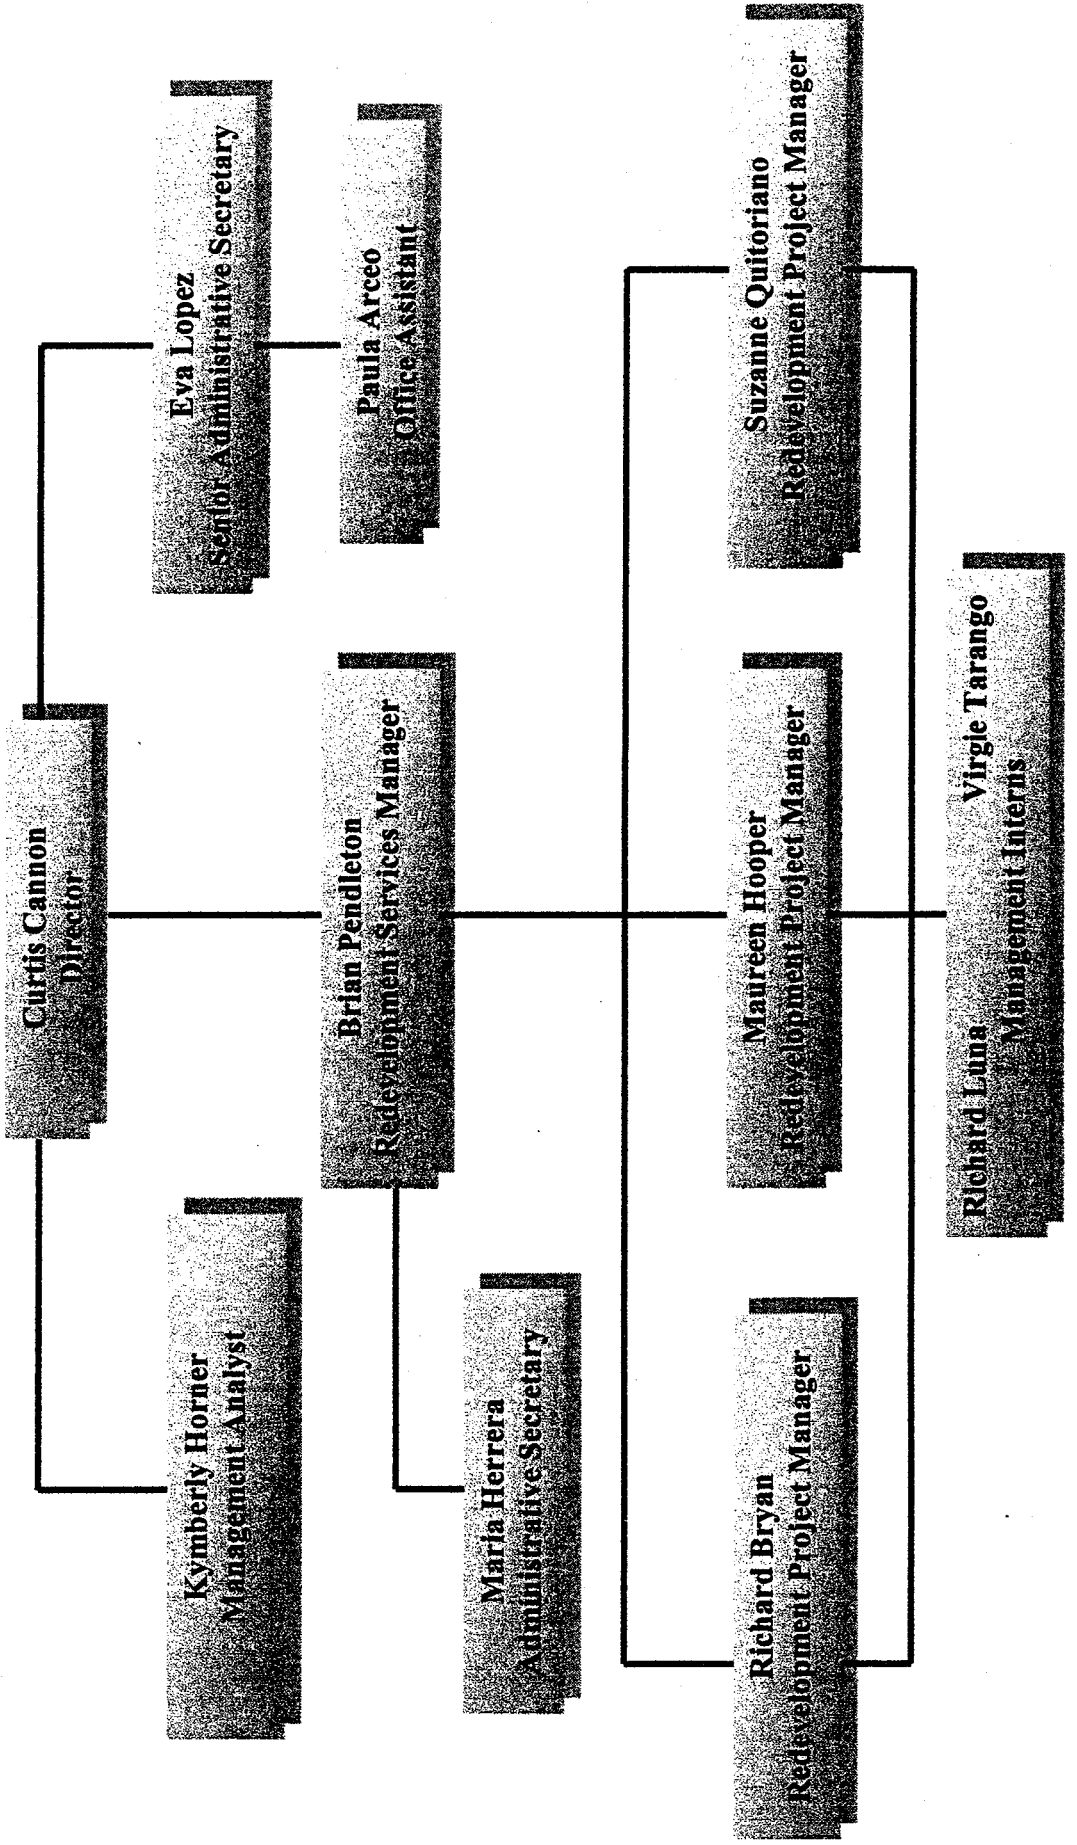 Curtis Cannon
Director
Kymberly Horner
Management Analyst
Eva Lopez
Senior Administrative Secretary
Paula Arceo
Office Assistant
Brian Pendleton
Redevelopment Services Manager
Maria Herrera
Administrative Secretary
Richard Bryan
Redevelopment Project Manager
Maureen Hooper
Redevelopment Project Manager
Suzanne Quitoriano
Redevelopment Project Manager
Richard Luna Virgie Tarango
Management Interns